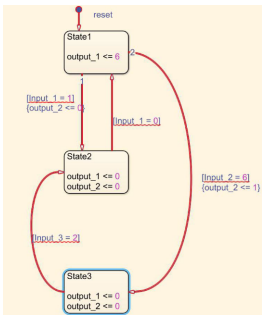 reset
State1
output_1 <= 6
2
1
[Input_1 = 1]
{output_2 <= 0}
[Input_1 = 0]
State2
output_1 <= 0
output_2 <= 0
[Input_2 = 6]
{output_2 <= 1}
[Input_3 = 2]
State3
output_1 <= 0
output_2 <= 0